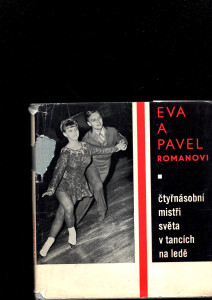 EVA
A
PAVEL
ROMANOVI
čtyřnásobní
mistři
světa
v tancích
na ledě